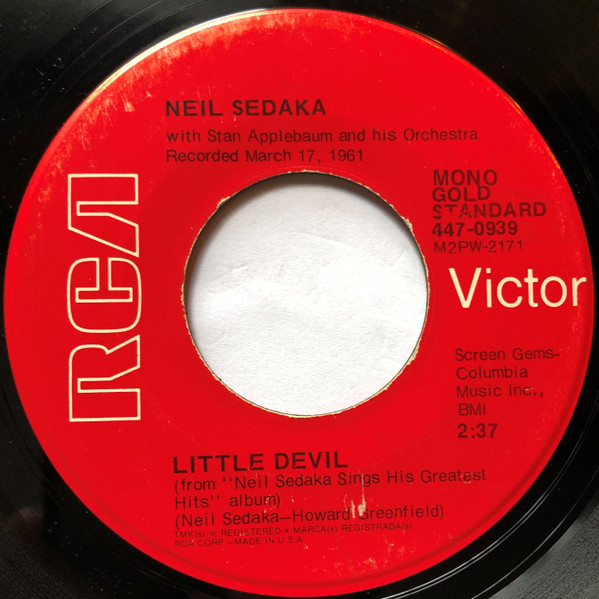 NEIL SEDAKA
with Stan Applebaum and his Orchestra
Recorded March 17, 1961
MONO
GOLD
STANDARD
447-0939
M2PW-2171
RCA
Victor
Screen Gems-
Columbia
Music Inc.,
BMI
2:37
LITTLE DEVIL
(from "Neil Sedaka Sings His Greatest
Hits" album)
(Neil Sedaka—Howard Greenfield)
TMK(s) ® REGISTERED • MARCA(s) REGISTRADA(s)
RCA CORP. - MADE IN U.S.A.